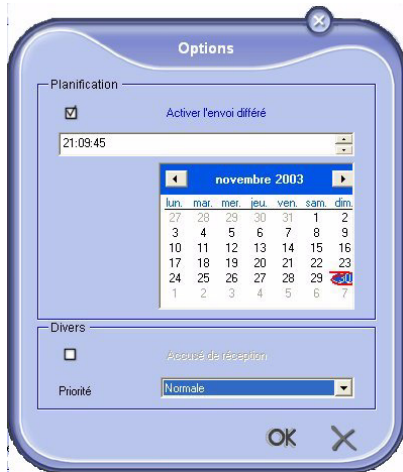 Options
Planification
Activer l'envoi différé
21:09:45
novembre 2003
lun. mar. mer. jeu. ven. sam. dim.
27 28 29 30 31 1 2
3 4 5 6 7 8 9
10 11 12 13 14 15 16
17 18 19 20 21 22 23
24 25 26 27 28 29 30
1 2 3 4 5 6 7
Divers
Accusé de réception
Priorité Normale
OK